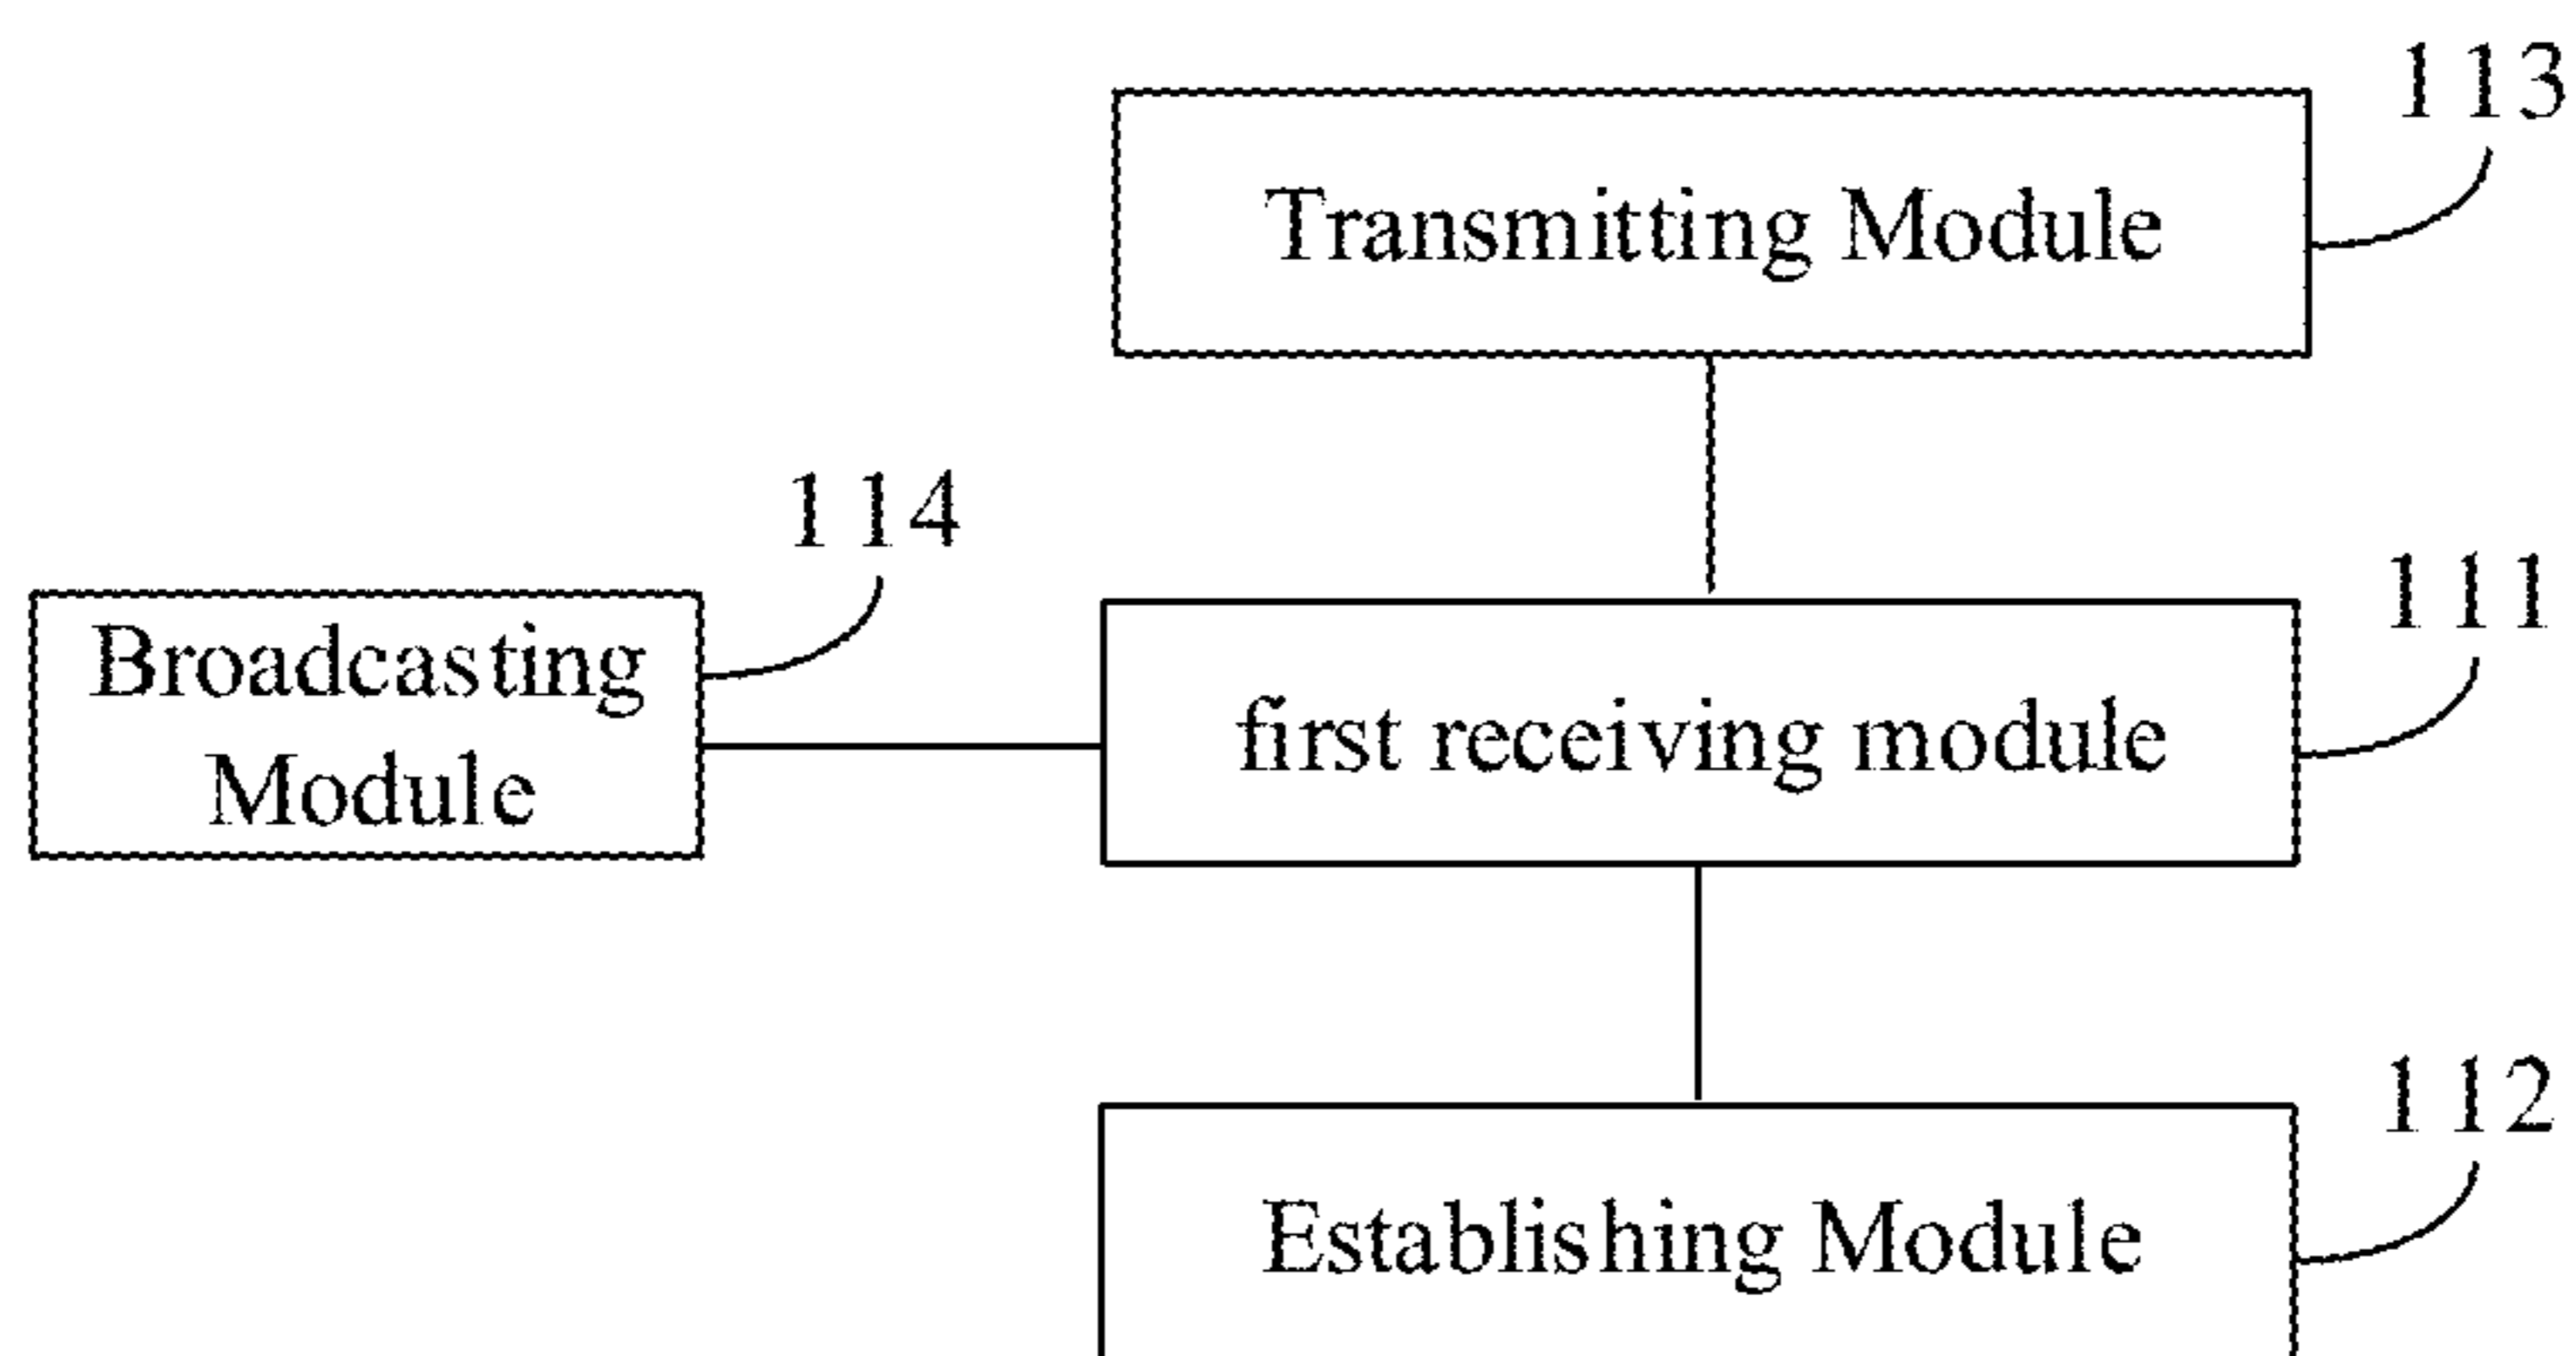 113
Transmitting Module
114
Broadcasting
Module
111
first receiving module
112
Establishing Module